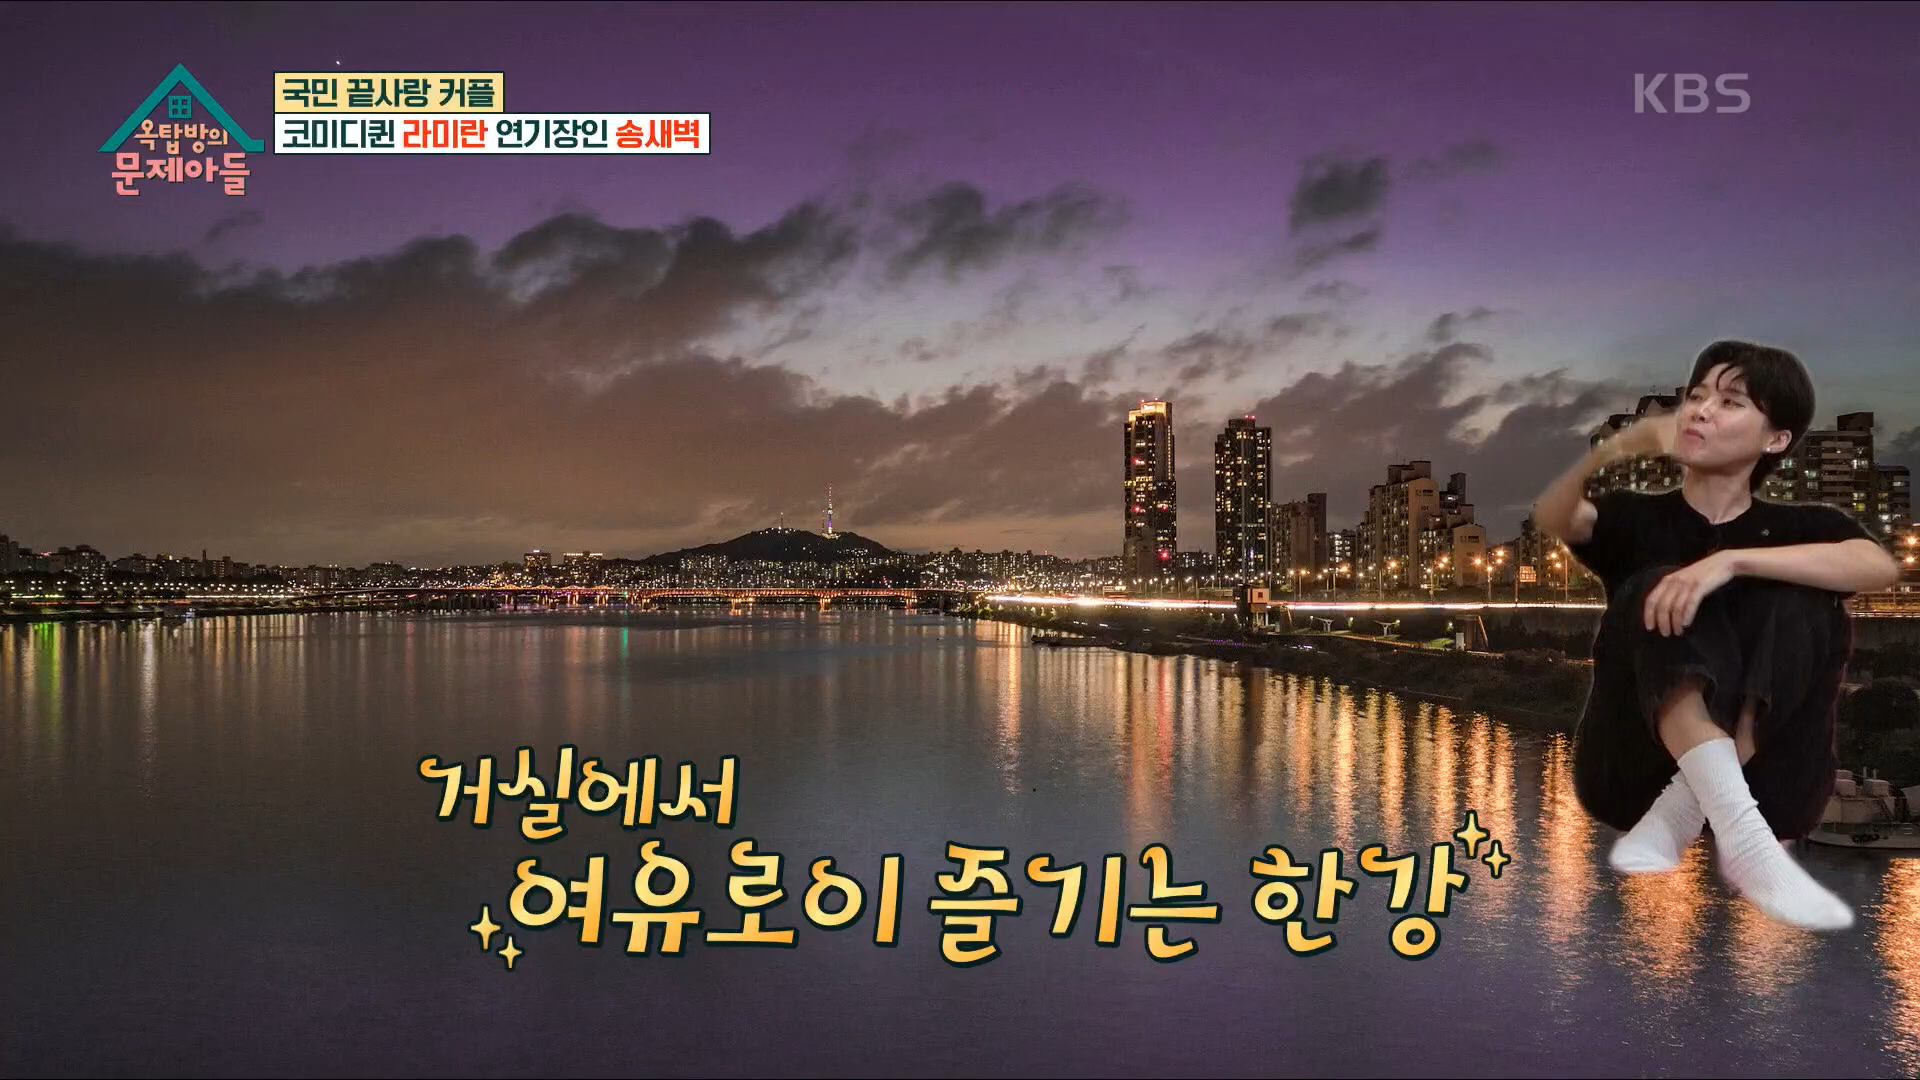 옥탑방의
문제아들
국민 끝사랑 커플
코미디퀸 라미란 연기장인 송새벽
KBS
거실에서
여유로이 즐기는 한강